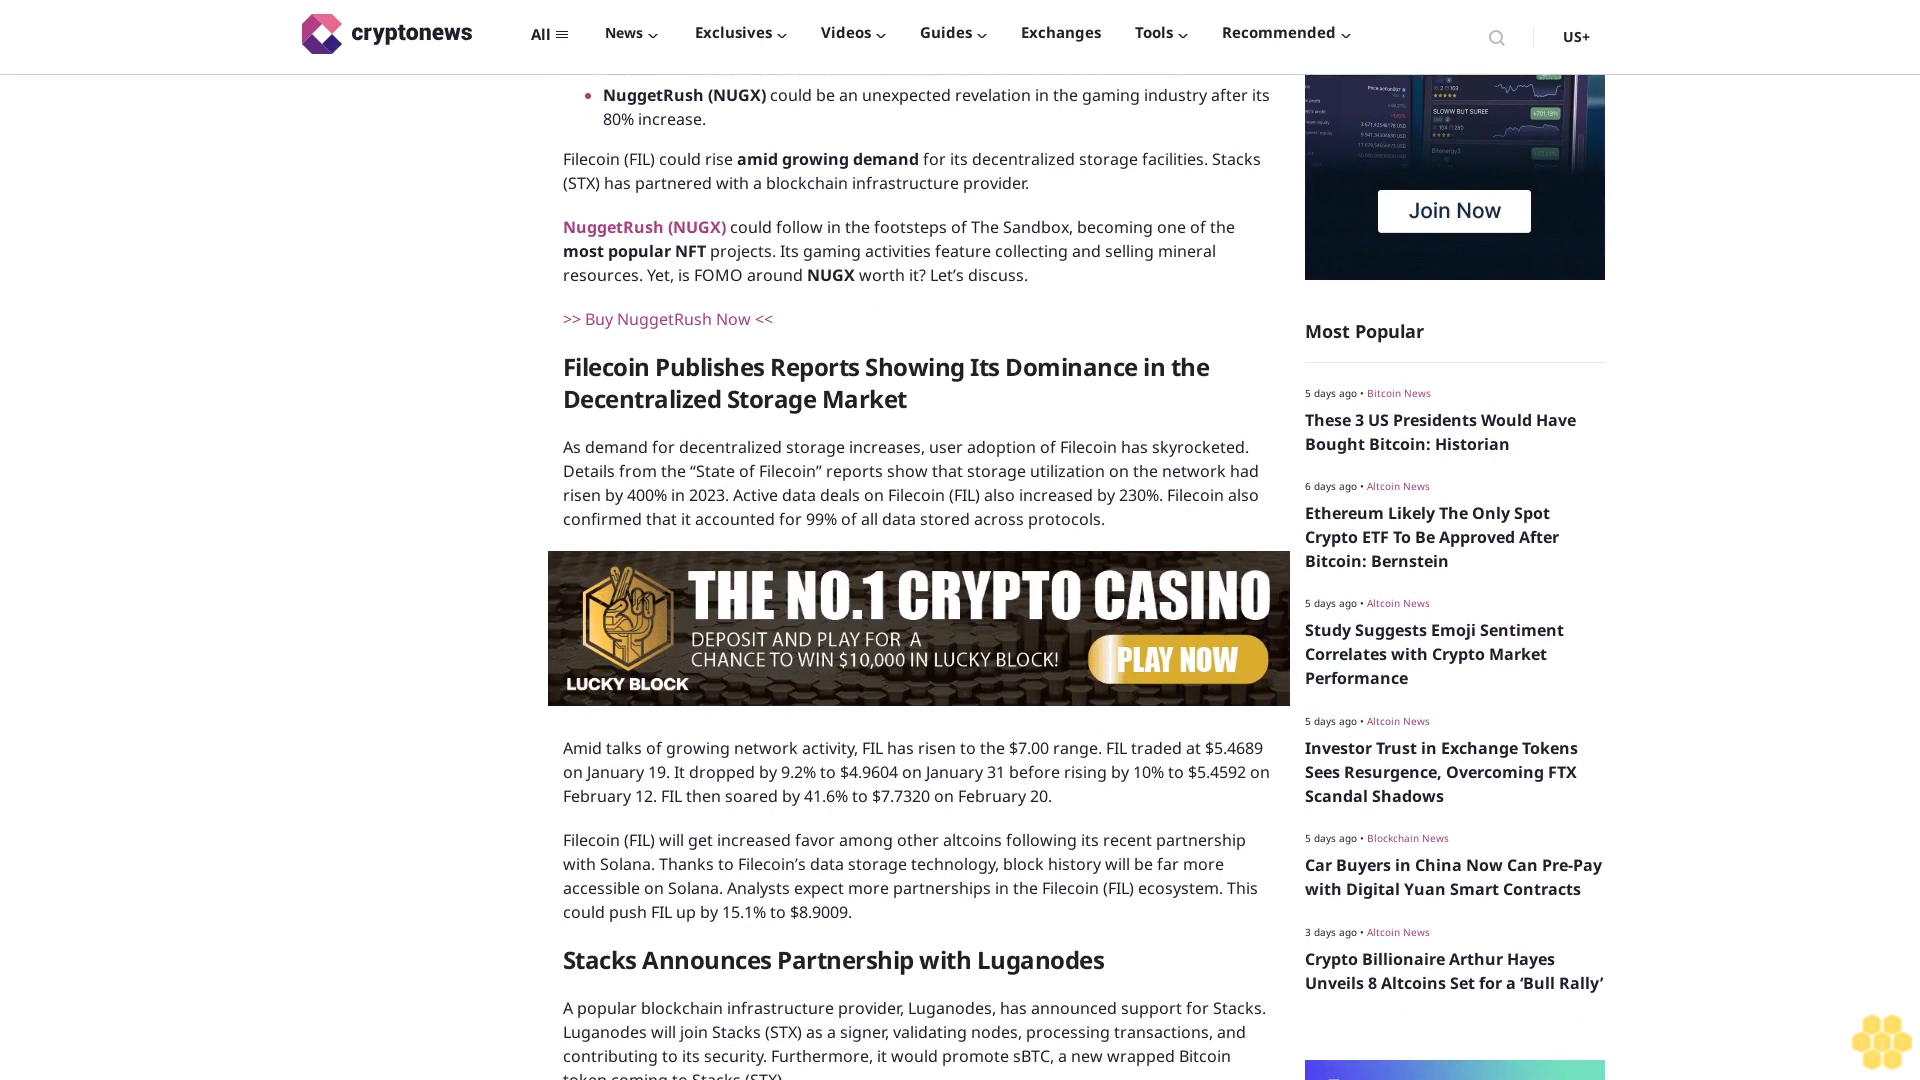 cryptonews
All
News
Exclusives
Videos
Guides
Exchanges
Tools
Recommended
US+
NuggetRush (NUGX) could be an unexpected revelation in the gaming industry after its
80% increase.
Filecoin (FIL) could rise amid growing demand for its decentralized storage facilities. Stacks
(STX) has partnered with a blockchain infrastructure provider.
NuggetRush (NUGX) could follow in the footsteps of The Sandbox, becoming one of the
most popular NFT projects. Its gaming activities feature collecting and selling mineral
resources. Yet, is FOMO around NUGX worth it? Let’s discuss.
>> Buy NuggetRush Now <<
Filecoin Publishes Reports Showing Its Dominance in the
Decentralized Storage Market
As demand for decentralized storage increases, user adoption of Filecoin has skyrocketed.
Details from the “State of Filecoin” reports show that storage utilization on the network had
risen by 400% in 2023. Active data deals on Filecoin (FIL) also increased by 230%. Filecoin also
confirmed that it accounted for 99% of all data stored across protocols.
THE NO.1 CRYPTO CASINO
DEPOSIT AND PLAY FOR A
CHANCE TO WIN $10,000 IN LUCKY BLOCK!
PLAY NOW
LUCKY BLOCK
Amid talks of growing network activity, FIL has risen to the $7.00 range. FIL traded at $5.4689
on January 19. It dropped by 9.2% to $4.9604 on January 31 before rising by 10% to $5.4592 on
February 12. FIL then soared by 41.6% to $7.7320 on February 20.
Filecoin (FIL) will get increased favor among other altcoins following its recent partnership
with Solana. Thanks to Filecoin’s data storage technology, block history will be far more
accessible on Solana. Analysts expect more partnerships in the Filecoin (FIL) ecosystem. This
could push FIL up by 15.1% to $8.9009.
Stacks Announces Partnership with Luganodes
A popular blockchain infrastructure provider, Luganodes, has announced support for Stacks.
Luganodes will join Stacks (STX) as a signer, validating nodes, processing transactions, and
contributing to its security. Furthermore, it would promote sBTC, a new wrapped Bitcoin
token coming to Stacks (STX).
SLOWW BUT SUREE
Join Now
Most Popular
5 days ago • Bitcoin News
These 3 US Presidents Would Have
Bought Bitcoin: Historian
6 days ago • Altcoin News
Ethereum Likely The Only Spot
Crypto ETF To Be Approved After
Bitcoin: Bernstein
5 days ago • Altcoin News
Study Suggests Emoji Sentiment
Correlates with Crypto Market
Performance
5 days ago • Altcoin News
Investor Trust in Exchange Tokens
Sees Resurgence, Overcoming FTX
Scandal Shadows
5 days ago • Blockchain News
Car Buyers in China Now Can Pre-Pay
with Digital Yuan Smart Contracts
3 days ago • Altcoin News
Crypto Billionaire Arthur Hayes
Unveils 8 Altcoins Set for a ‘Bull Rally’